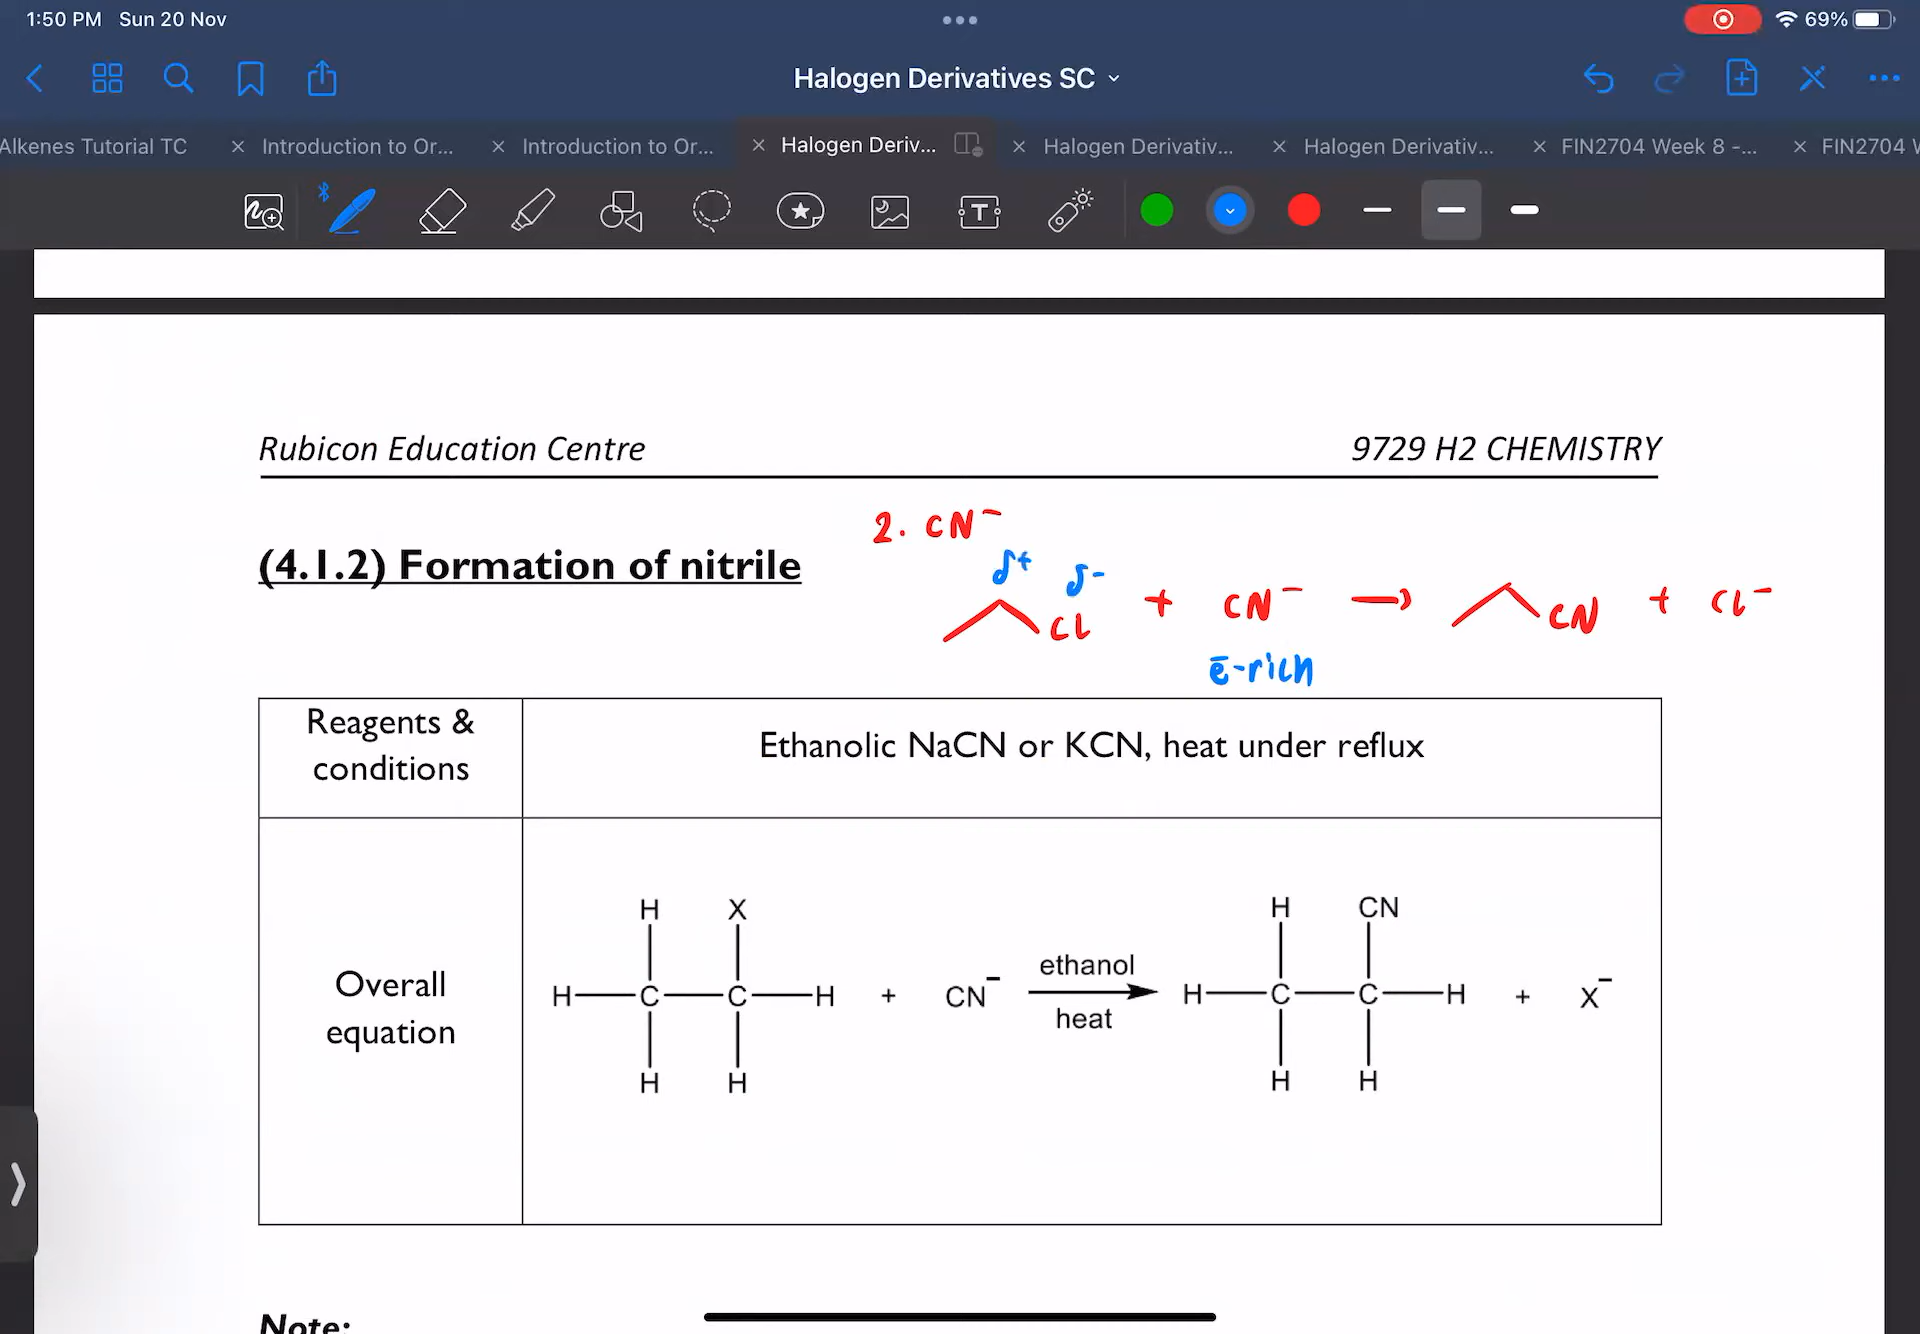 1:50 PM Sun 20 Nov
69%
Halogen Derivatives SC
Alkenes Tutorial TC
Introduction to Or...
Introduction to Or...
Halogen Deriv...
Halogen Derivativ...
Halogen Derivativ...
FIN2704 Week 8 -...
FIN2704 W
T
Rubicon Education Centre 9729 H2 CHEMISTRY
2. CN⁻
(4.1.2) Formation of nitrile
δ+ δ-
Cl + CN⁻ → CN + Cl⁻
ē-rich
Reagents &
conditions
Ethanolic NaCN or KCN, heat under reflux
Overall
equation
H X H CN
H C C H + CN⁻ ethanol heat H C C H + X⁻
H H H H
Note: